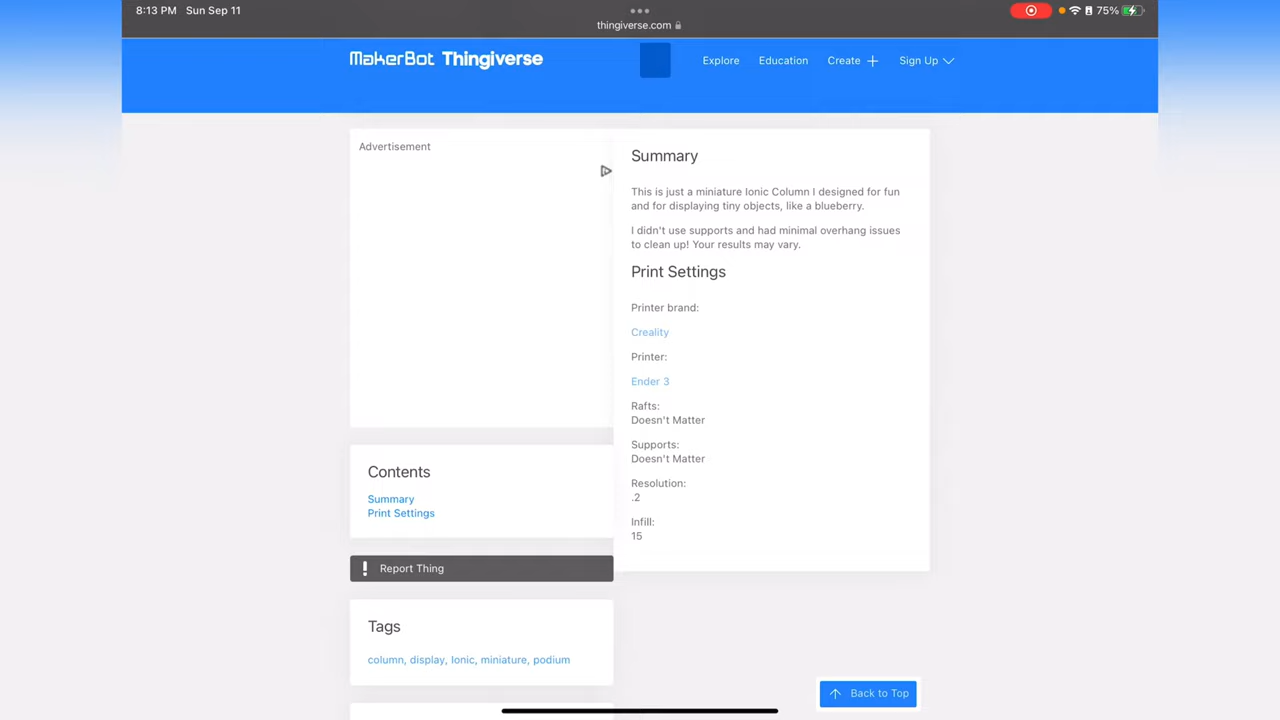 8:13 PM Sun Sep 11
75%
thingiverse.com
MakerBot Thingiverse
Explore
Education
Create
Sign Up
Advertisement
Summary
This is just a miniature Ionic Column I designed for fun
and for displaying tiny objects, like a blueberry.
I didn't use supports and had minimal overhang issues
to clean up! Your results may vary.
Print Settings
Printer brand:
Creality
Printer:
Ender 3
Rafts:
Doesn't Matter
Supports:
Doesn't Matter
Resolution:
.2
Infill:
15
Contents
Summary
Print Settings
Report Thing
Tags
column, display, Ionic, miniature, podium
Back to Top